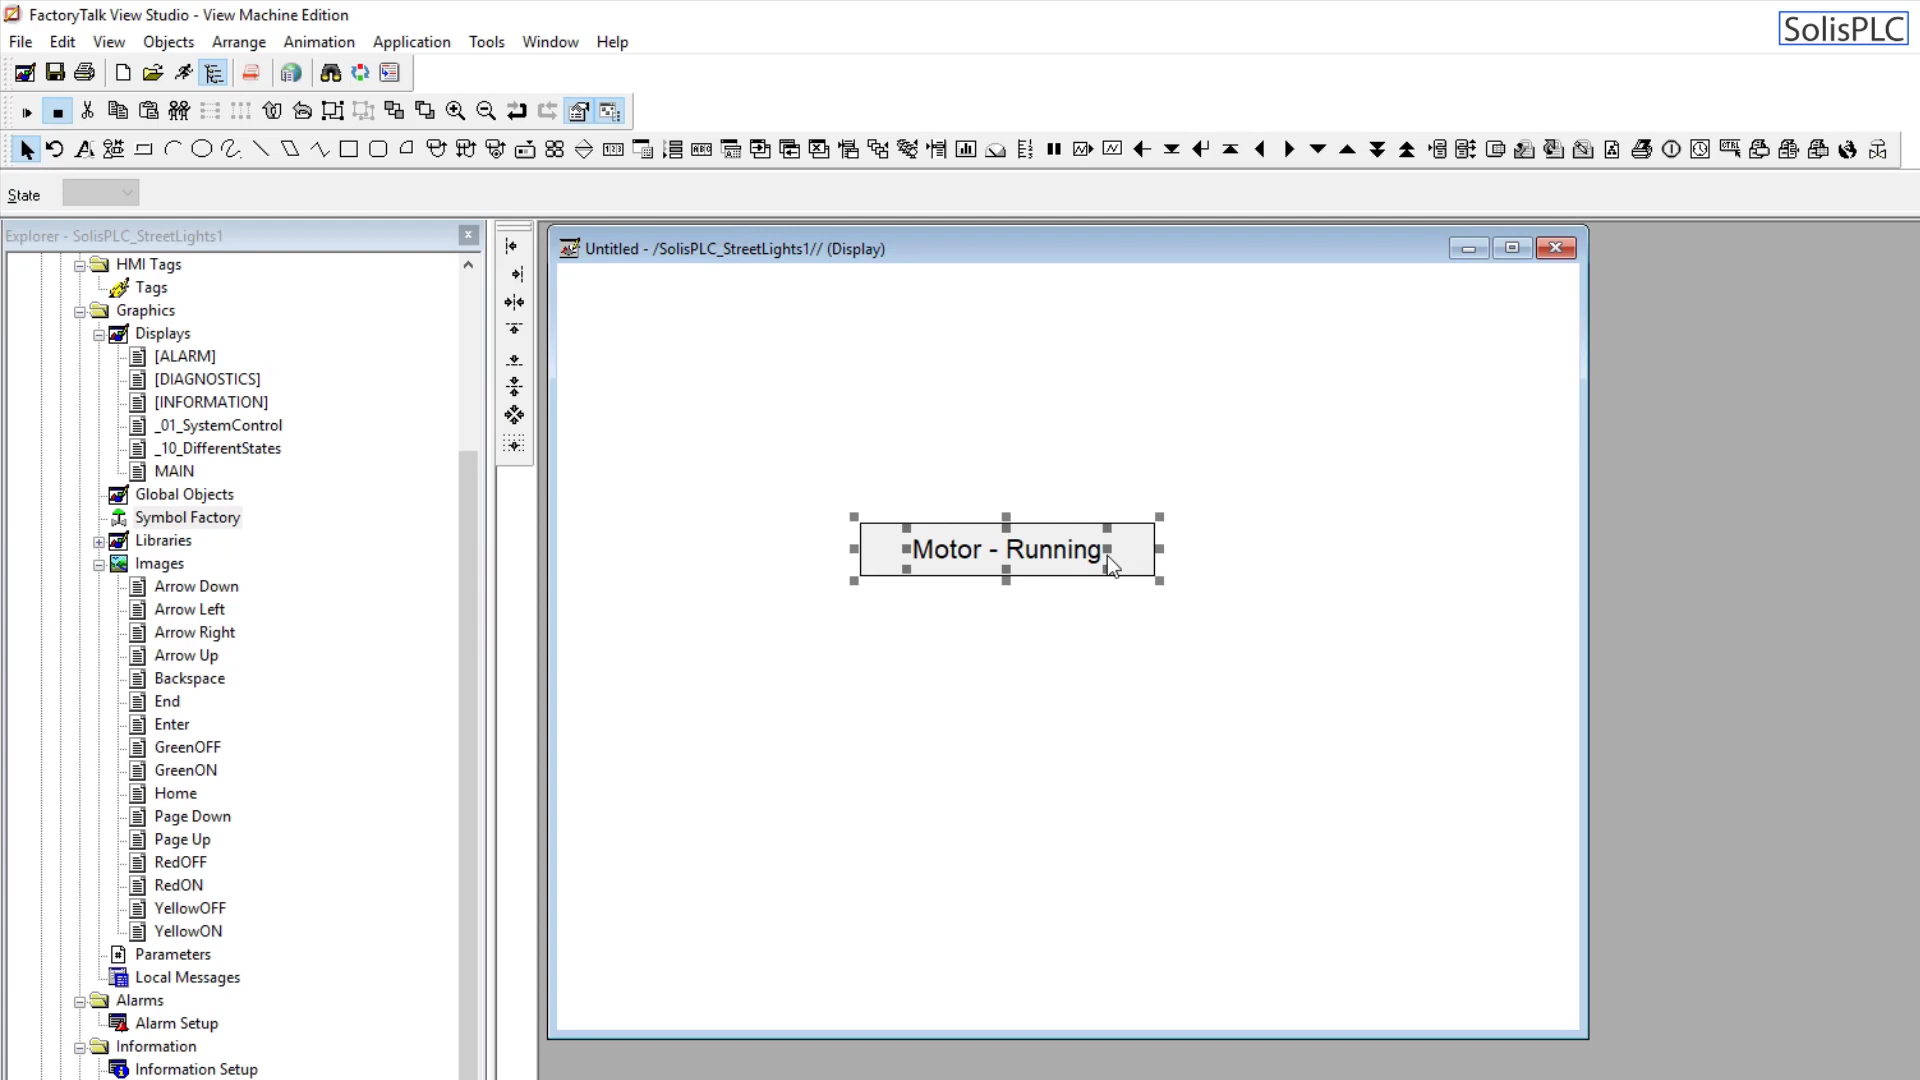 FactoryTalk View Studio - View Machine Edition
SolisPLC
File Edit View Objects Arrange Animation Application Tools Window Help
State
Explorer - SolisPLC_StreetLights1
HMI Tags
Tags
Graphics
Displays
[ALARM]
[DIAGNOSTICS]
[INFORMATION]
_01_SystemControl
_10_DifferentStates
MAIN
Global Objects
Symbol Factory
Libraries
Images
Arrow Down
Arrow Left
Arrow Right
Arrow Up
Backspace
End
Enter
GreenOFF
GreenON
Home
Page Down
Page Up
RedOFF
RedON
YellowOFF
YellowON
Parameters
Local Messages
Alarms
Alarm Setup
Information
Information Setup
Untitled - /SolisPLC_StreetLights1// (Display)
Motor - Running